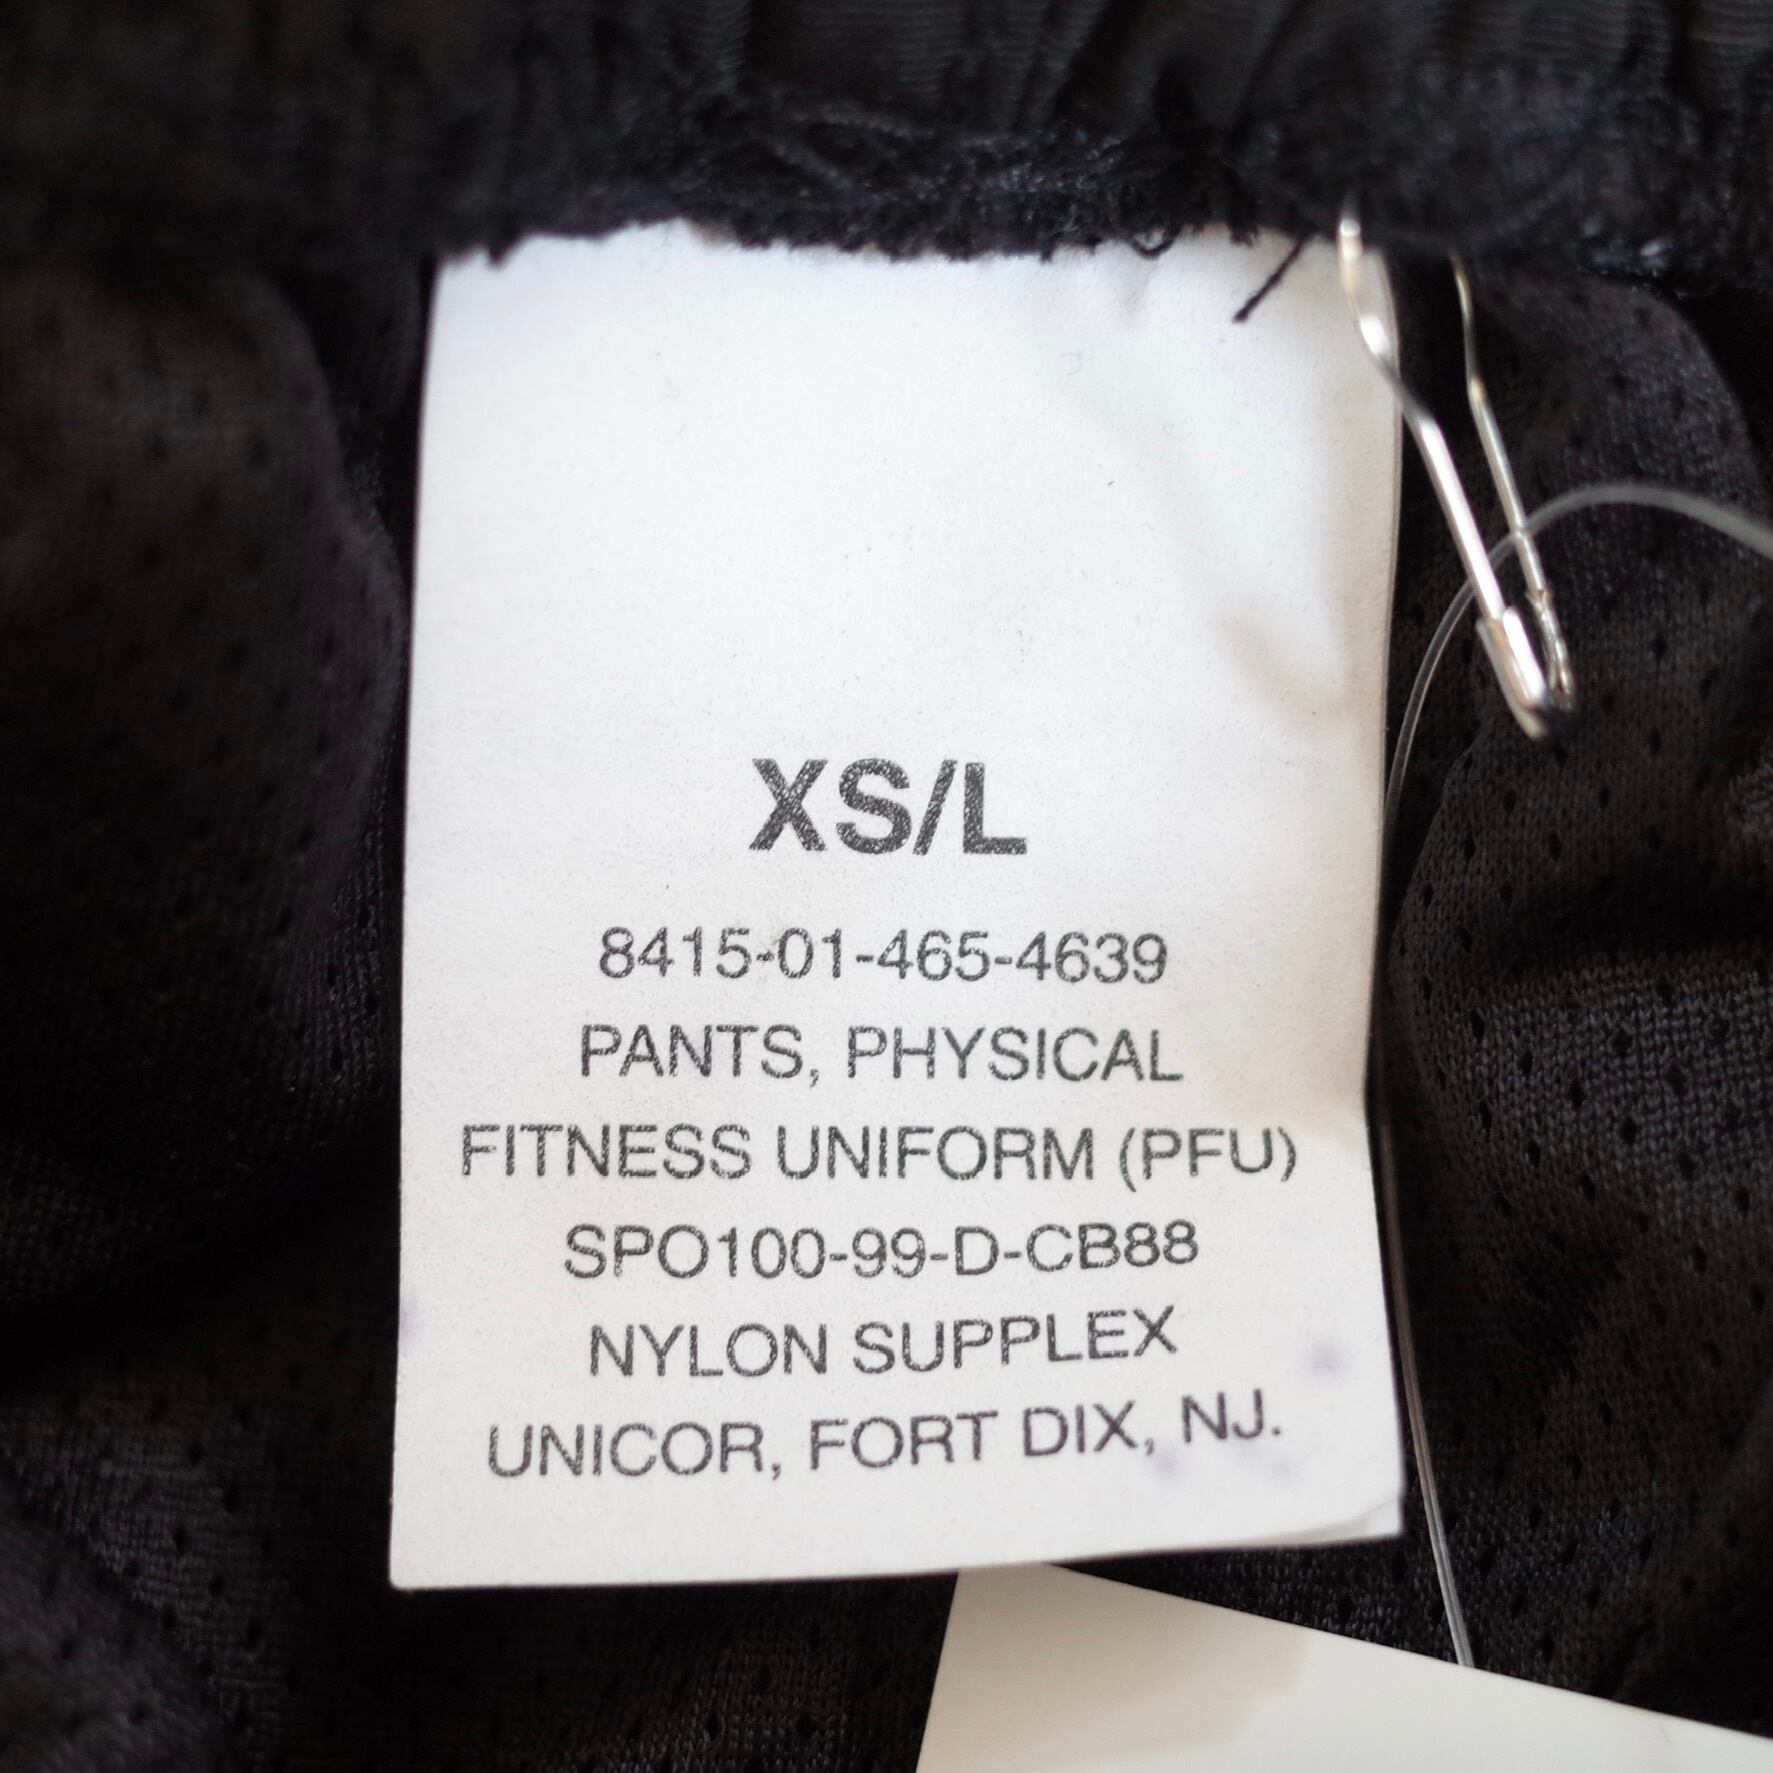 XS/L
8415-01-465-4639
PANTS, PHYSICAL
FITNESS UNIFORM (PFU)
SPO100-99-D-CB88
NYLON SUPPLEX
UNICOR, FORT DIX, NJ.